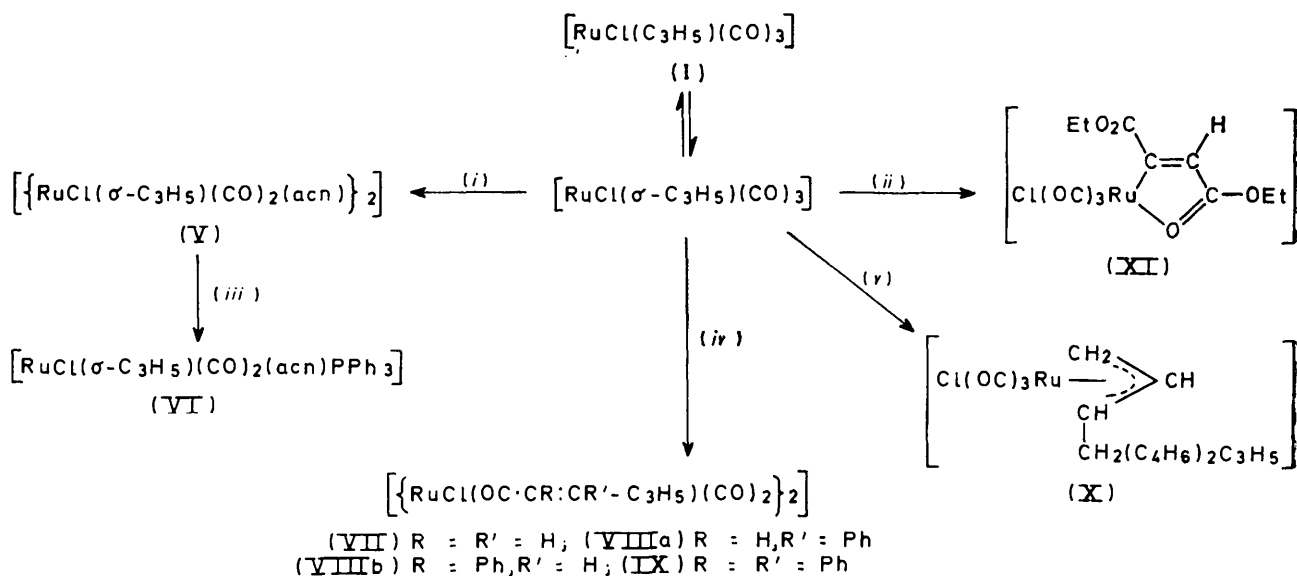 [RuCl(C3H5)(CO)3]
(I)
[{RuCl(σ-C3H5)(CO)2(acn)}2]
(V)
(i)
[RuCl(σ-C3H5)(CO)3]
(ii)
EtO2C
H
C=C
Cl(OC)3Ru
C-OEt
O
(XI)
(iii)
(iv)
(v)
[RuCl(σ-C3H5)(CO)2(acn)PPh3]
(VI)
CH2
Cl(OC)3Ru
CH
CH
CH2(C4H6)2C3H5
(X)
[{RuCl(OC·CR:CR'-C3H5)(CO)2}2]
(VII) R = R' = H; (VIIIa) R = H,R' = Ph
(VIIIb) R = Ph,R' = H; (IX) R = R' = Ph